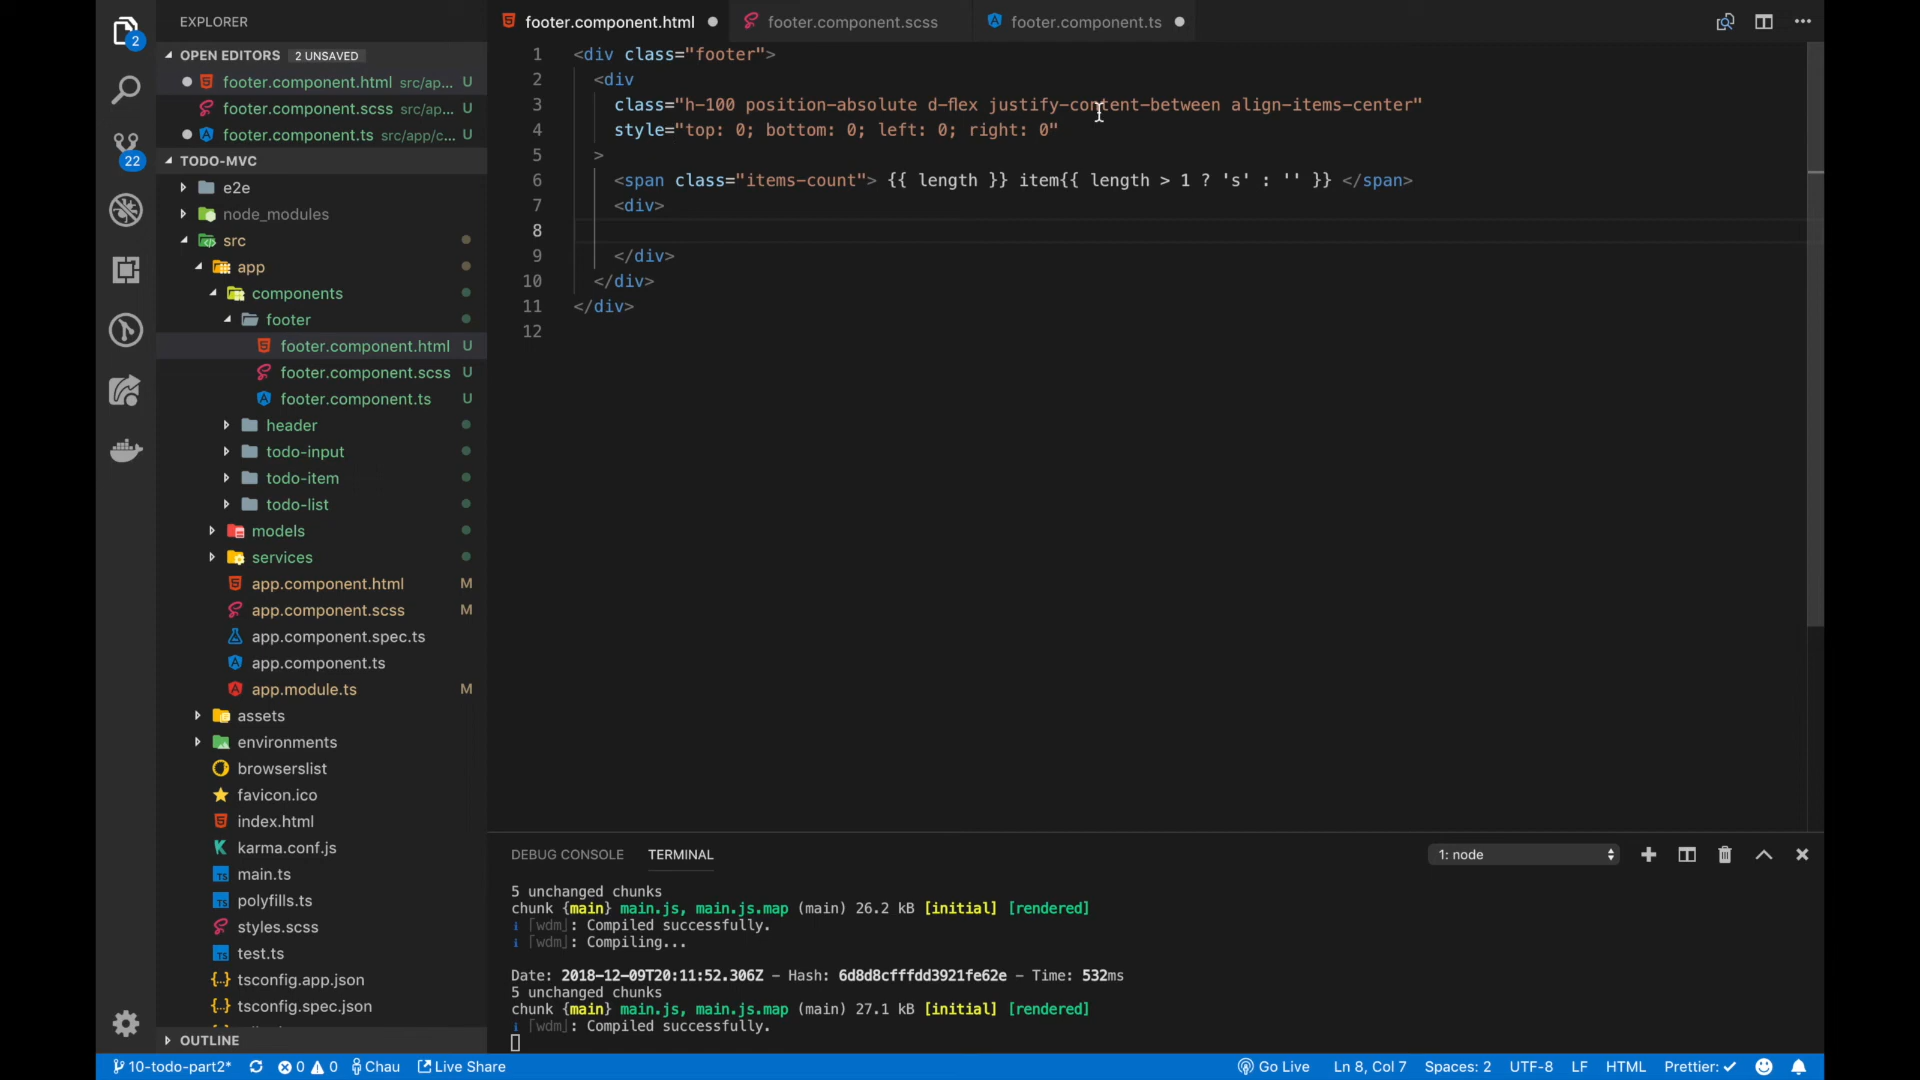 EXPLORER
OPEN EDITORS 2 UNSAVED
footer.component.html src/ap... U
footer.component.scss src/ap... U
footer.component.ts src/app/c... U
TODO-MVC
e2e
node_modules
src
app
components
footer
footer.component.html U
footer.component.scss U
footer.component.ts U
header
todo-input
todo-item
todo-list
models
services
app.component.html M
app.component.scss M
app.component.spec.ts
app.component.ts
app.module.ts M
assets
environments
browserslist
favicon.ico
index.html
karma.conf.js
main.ts
polyfills.ts
styles.scss
test.ts
tsconfig.app.json
tsconfig.spec.json
OUTLINE
2
22
footer.component.html footer.component.scss footer.component.ts
1 <div class="footer">
2 <div
3 class="h-100 position-absolute d-flex justify-content-between align-items-center"
4 style="top: 0; bottom: 0; left: 0; right: 0"
5 >
6 <span class="items-count"> {{ length }} item{{ length > 1 ? 's' : '' }} </span>
7 <div>
8
9 </div>
10 </div>
11 </div>
12
DEBUG CONSOLE TERMINAL 1: node
5 unchanged chunks
chunk {main} main.js, main.js.map (main) 26.2 kB [initial] [rendered]
i ｢wdm｣: Compiled successfully.
i ｢wdm｣: Compiling...
Date: 2018-12-09T20:11:52.306Z - Hash: 6d8d8cfffdd3921fe62e - Time: 532ms
5 unchanged chunks
chunk {main} main.js, main.js.map (main) 27.1 kB [initial] [rendered]
i ｢wdm｣: Compiled successfully.
10-todo-part2* 0 0 Chau Live Share Go Live Ln 8, Col 7 Spaces: 2 UTF-8 LF HTML Prettier: ✓